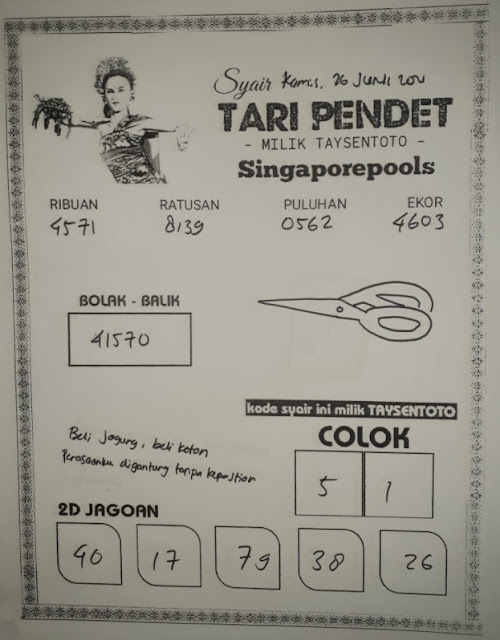 Syair Kamis, 26 Juni 2014
TARI PENDET
- MILIK TAYSENTOTO -
Singaporepools
RIBUAN RATUSAN PULUHAN EKOR
4571 8139 0562 4603
BOLAK - BALIK
41570
kode syair ini milik TAYSENTOTO
COLOK
5 1
Beli jagung, beli keton
Perasaanku digantung tanpa kepastian
2D JAGOAN
40 17 79 38 26